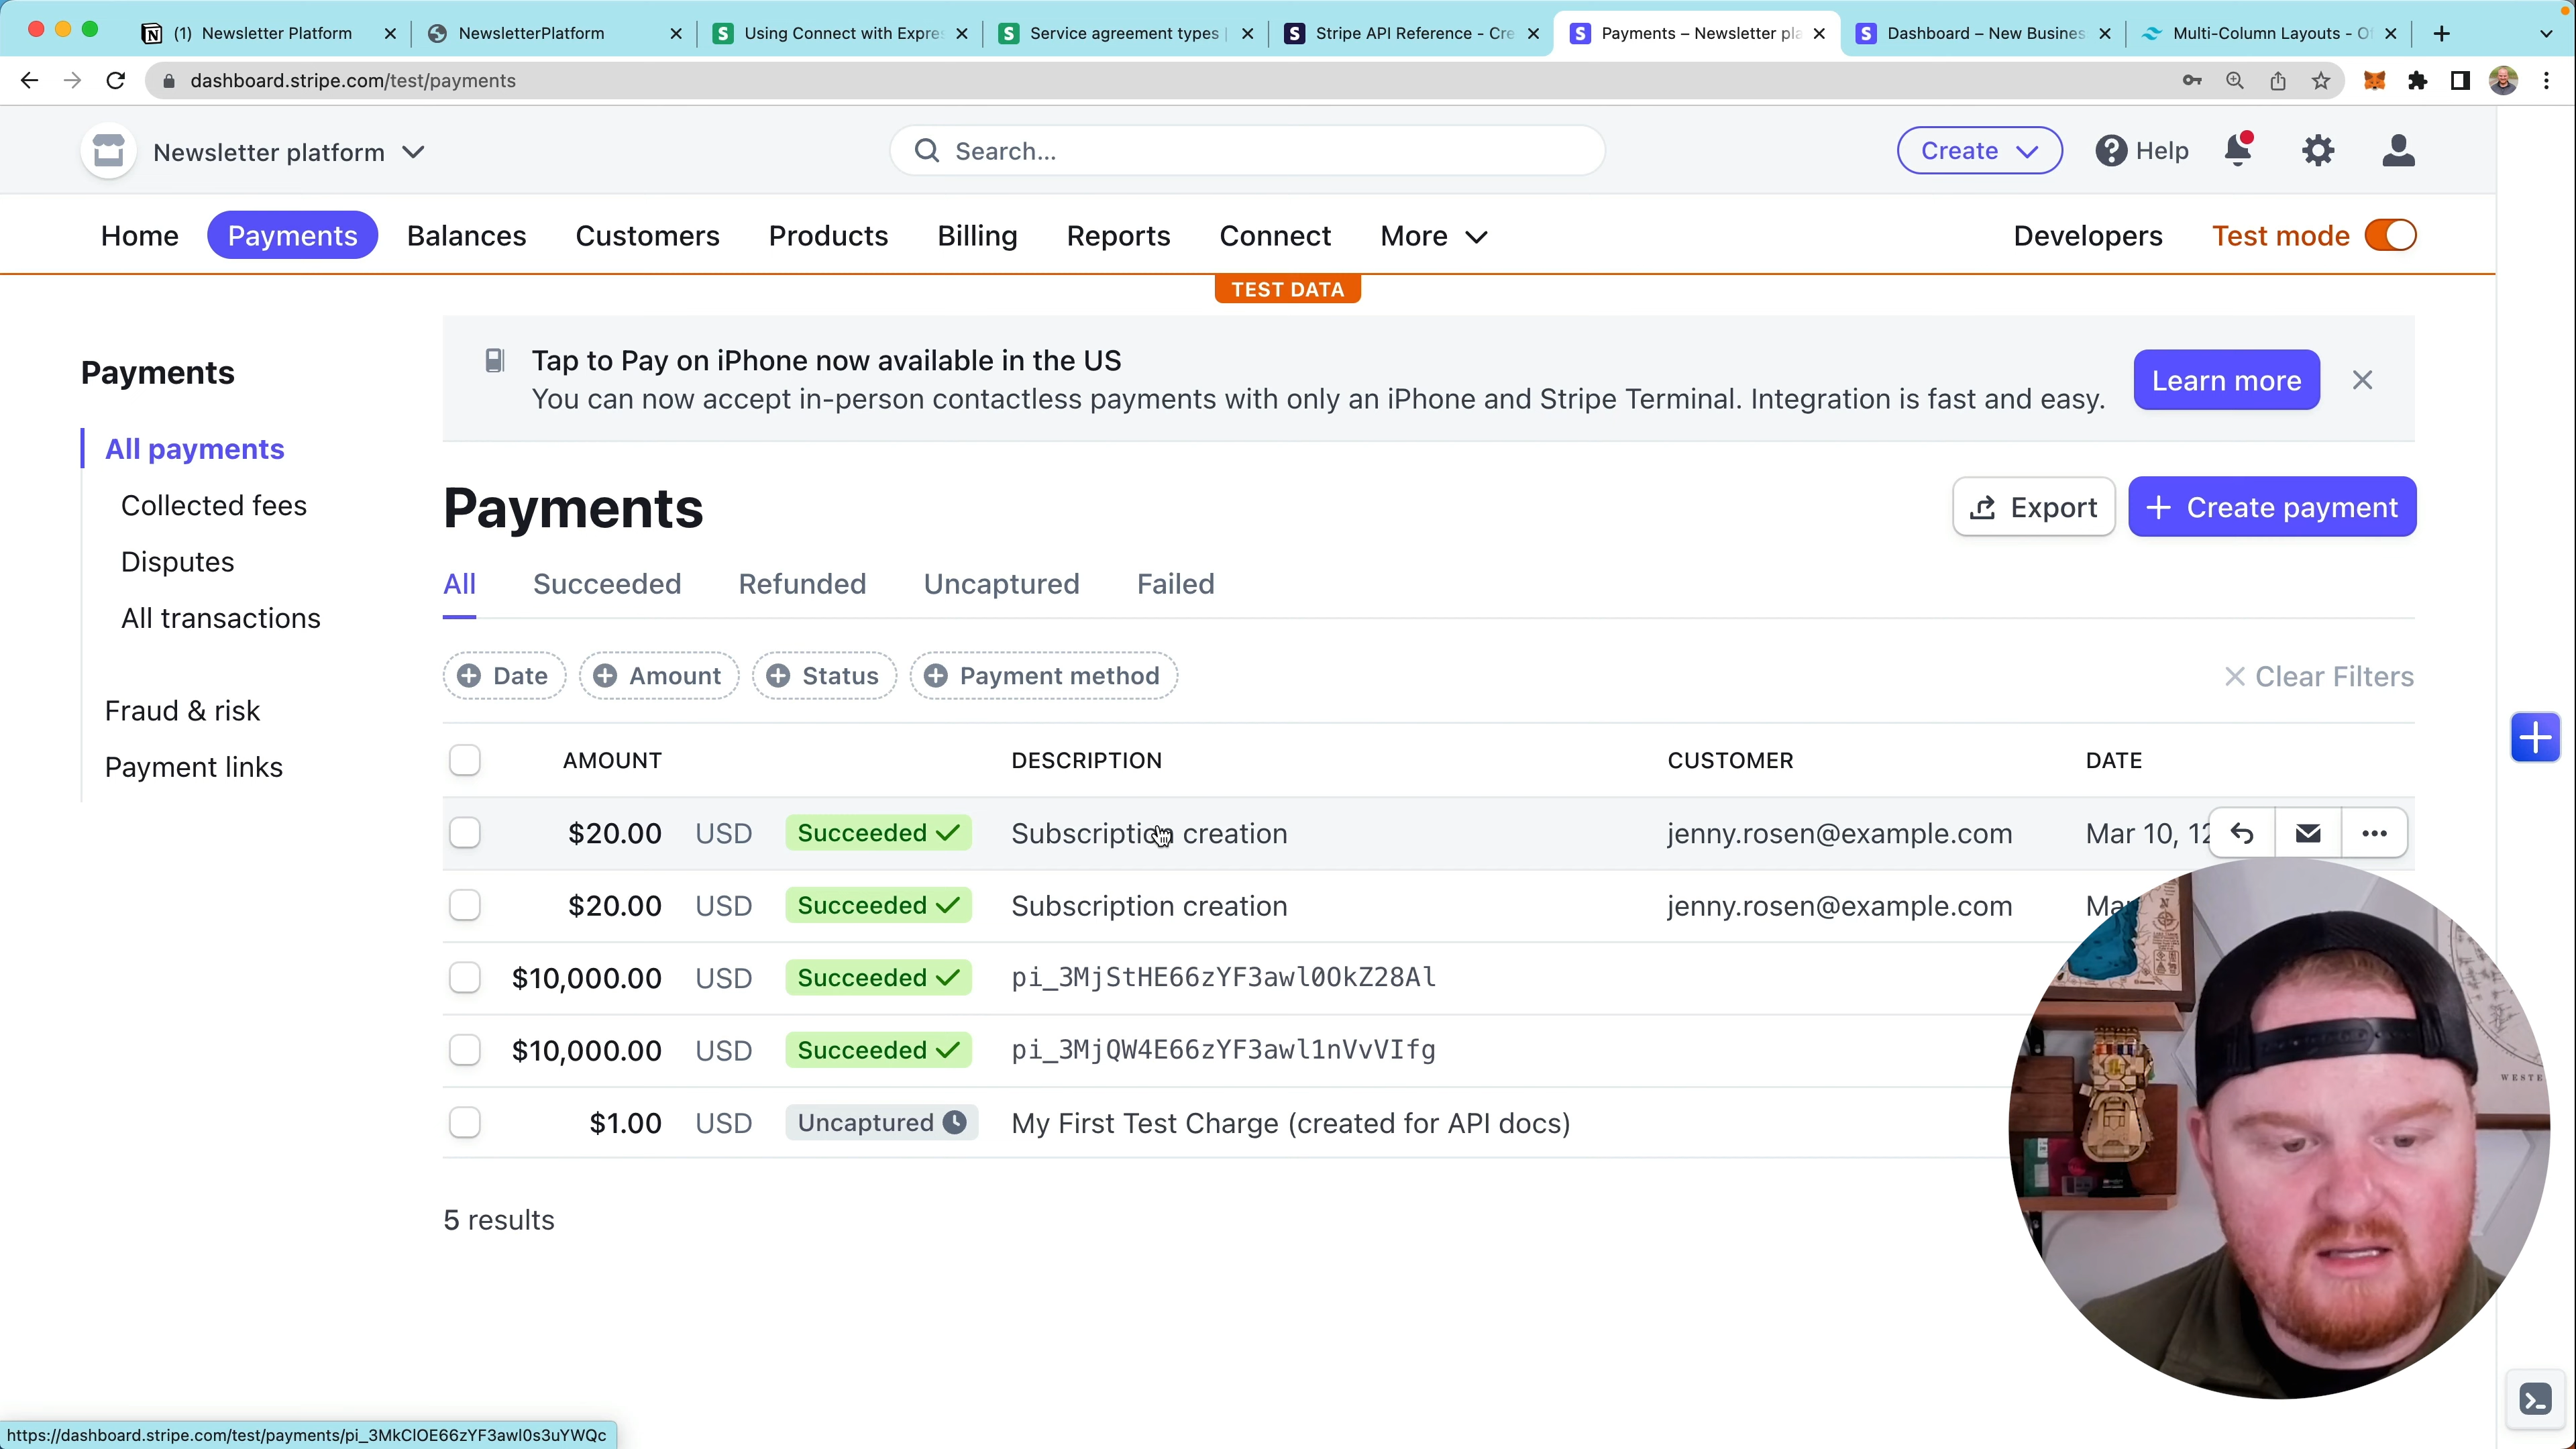 (1) Newsletter Platform
NewsletterPlatform
Using Connect with Expre
Service agreement types |
Stripe API Reference - Cre
Payments – Newsletter pla
Dashboard – New Busines
Multi-Column Layouts - Of
dashboard.stripe.com/test/payments
Newsletter platform
Search...
Create
Help
Home
Payments
Balances
Customers
Products
Billing
Reports
Connect
More
Developers
Test mode
TEST DATA
Payments
All payments
Collected fees
Disputes
All transactions
Fraud & risk
Payment links
Tap to Pay on iPhone now available in the US
You can now accept in-person contactless payments with only an iPhone and Stripe Terminal. Integration is fast and easy.
Learn more
Payments
Export
Create payment
All
Succeeded
Refunded
Uncaptured
Failed
Date
Amount
Status
Payment method
Clear Filters
AMOUNT DESCRIPTION CUSTOMER DATE
$20.00 USD Succeeded Subscription creation jenny.rosen@example.com Mar 10, 12
$20.00 USD Succeeded Subscription creation jenny.rosen@example.com Mar
$10,000.00 USD Succeeded pi_3MjStHE66zYF3awl0OkZ28Al
$10,000.00 USD Succeeded pi_3MjQW4E66zYF3awl1nVvVIfg
$1.00 USD Uncaptured My First Test Charge (created for API docs)
5 results
WESTE
https://dashboard.stripe.com/test/payments/pi_3MkClOE66zYF3awl0s3uYWQc